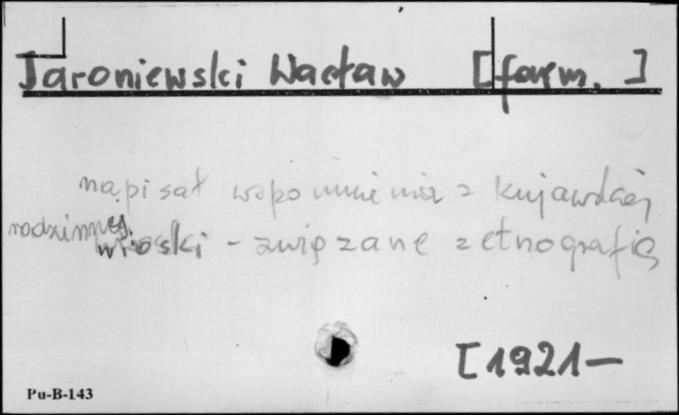 Jaroniewski Wacław [farm.]
napisał wspomnienia z kujawskiej
rodzinnej
wioski - związane z etnografią
[1921-
Pu-B-143